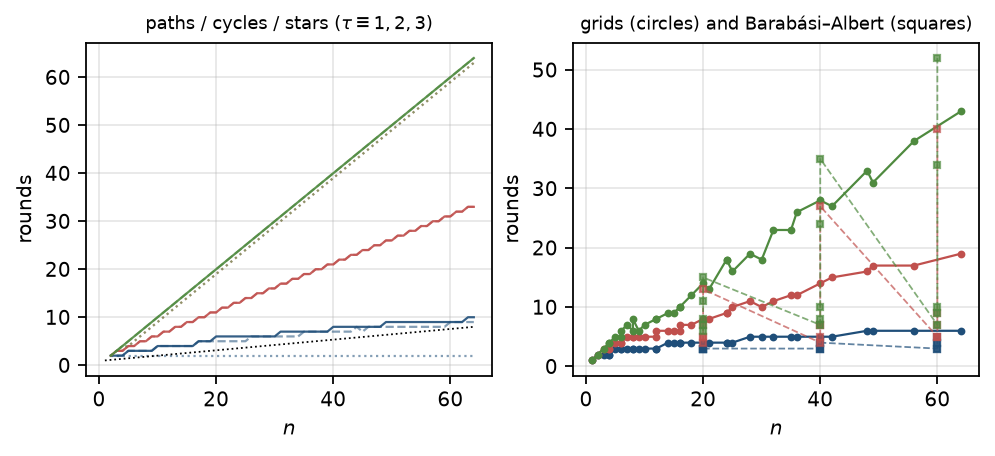 paths / cycles / stars (τ ≡ 1, 2, 3)
rounds
60
50
40
30
20
10
0
0 20 40 60
n
grids (circles) and Barabási–Albert (squares)
rounds
50
40
30
20
10
0
0 20 40 60
n